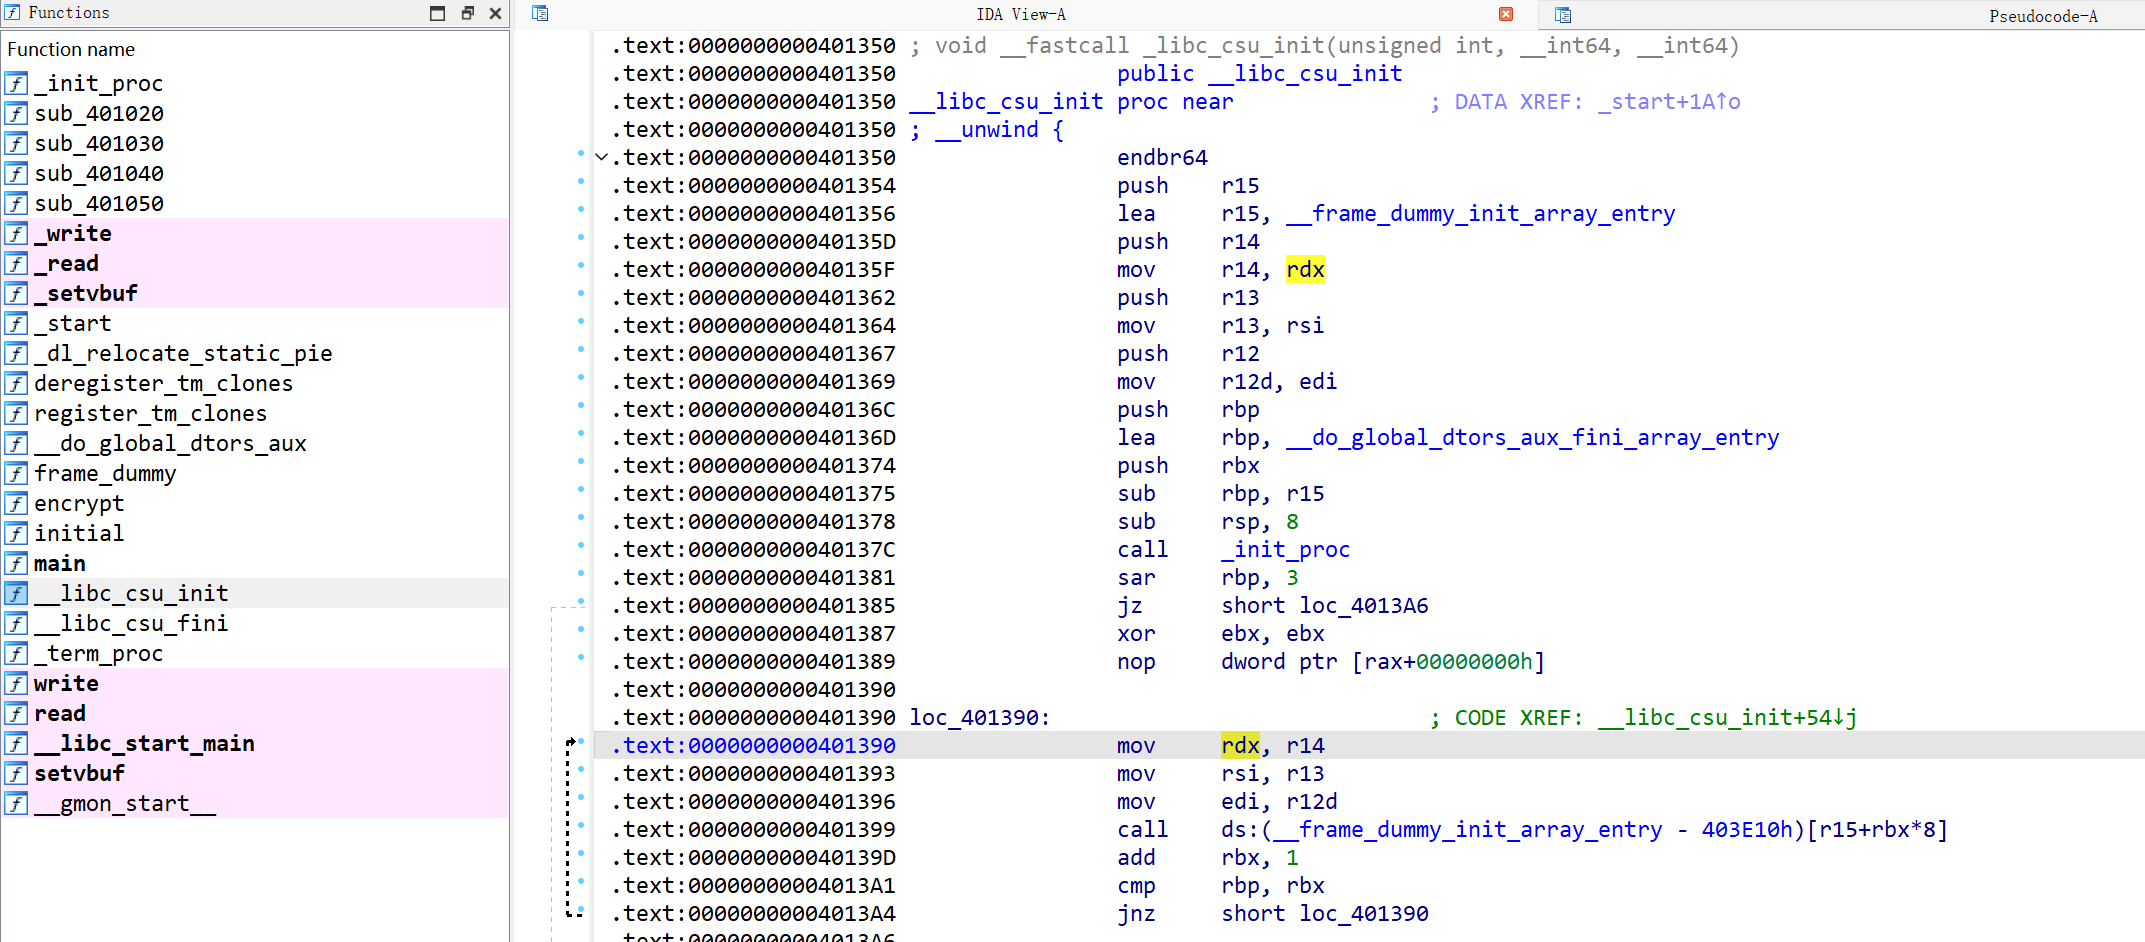 Functions
Function name
_init_proc
sub_401020
sub_401030
sub_401040
sub_401050
_write
_read
_setvbuf
_start
_dl_relocate_static_pie
deregister_tm_clones
register_tm_clones
__do_global_dtors_aux
frame_dummy
encrypt
initial
main
__libc_csu_init
__libc_csu_fini
_term_proc
write
read
__libc_start_main
setvbuf
__gmon_start__
IDA View-A
Pseudocode-A
.text:0000000000401350 ; void __fastcall _libc_csu_init(unsigned int, __int64, __int64)
.text:0000000000401350 public __libc_csu_init
.text:0000000000401350 __libc_csu_init proc near ; DATA XREF: _start+1A↑o
.text:0000000000401350 ; __unwind {
.text:0000000000401350 endbr64
.text:0000000000401354 push r15
.text:0000000000401356 lea r15, __frame_dummy_init_array_entry
.text:000000000040135D push r14
.text:000000000040135F mov r14, rdx
.text:0000000000401362 push r13
.text:0000000000401364 mov r13, rsi
.text:0000000000401367 push r12
.text:0000000000401369 mov r12d, edi
.text:000000000040136C push rbp
.text:000000000040136D lea rbp, __do_global_dtors_aux_fini_array_entry
.text:0000000000401374 push rbx
.text:0000000000401375 sub rbp, r15
.text:0000000000401378 sub rsp, 8
.text:000000000040137C call _init_proc
.text:0000000000401381 sar rbp, 3
.text:0000000000401385 jz short loc_4013A6
.text:0000000000401387 xor ebx, ebx
.text:0000000000401389 nop dword ptr [rax+00000000h]
.text:0000000000401390
.text:0000000000401390 loc_401390: ; CODE XREF: __libc_csu_init+54↓j
.text:0000000000401390 mov rdx, r14
.text:0000000000401393 mov rsi, r13
.text:0000000000401396 mov edi, r12d
.text:0000000000401399 call ds:(__frame_dummy_init_array_entry - 403E10h)[r15+rbx*8]
.text:000000000040139D add rbx, 1
.text:00000000004013A1 cmp rbp, rbx
.text:00000000004013A4 jnz short loc_401390
.text:00000000004013A6